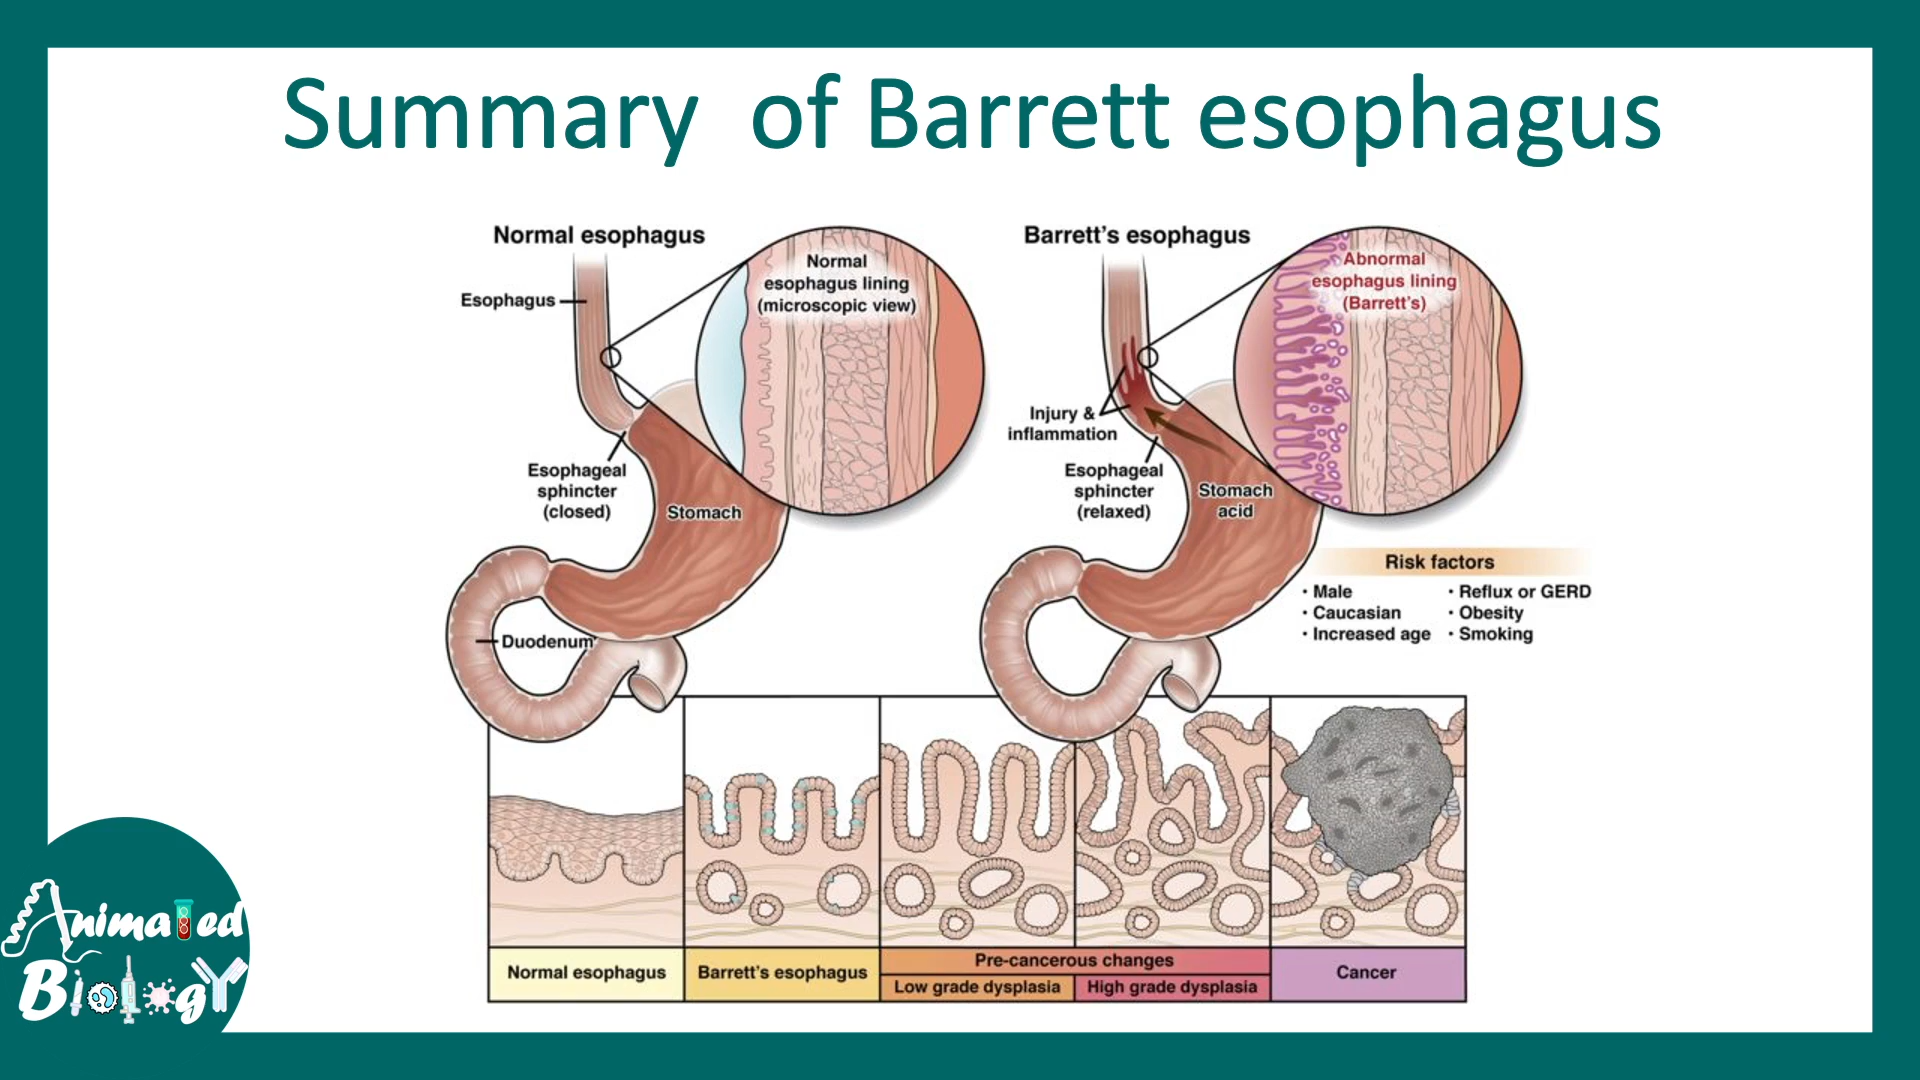 Summary  of Barrett esophagus
Normal esophagus
Esophagus
Normal
esophagus lining
(microscopic view)
Esophageal
sphincter
(closed)
Stomach
Duodenum
Barrett's esophagus
Abnormal
esophagus lining
(Barrett's)
Injury &
inflammation
Esophageal
sphincter
(relaxed)
Stomach
acid
Risk factors
• Male
• Caucasian
• Increased age
• Reflux or GERD
• Obesity
• Smoking
Normal esophagus
Barrett's esophagus
Pre-cancerous changes
Low grade dysplasia
High grade dysplasia
Cancer
Animated
Biology